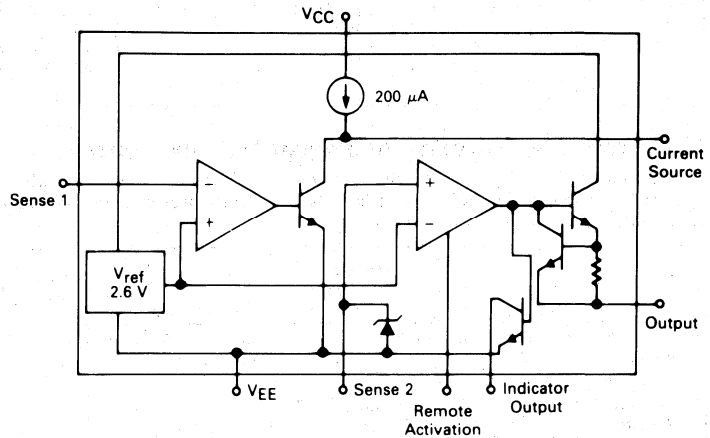 VCC
200 μA
Current
Source
Sense 1
-
+
+
-
Vref
2.6 V
Output
VEE
Sense 2
Remote
Activation
Indicator
Output